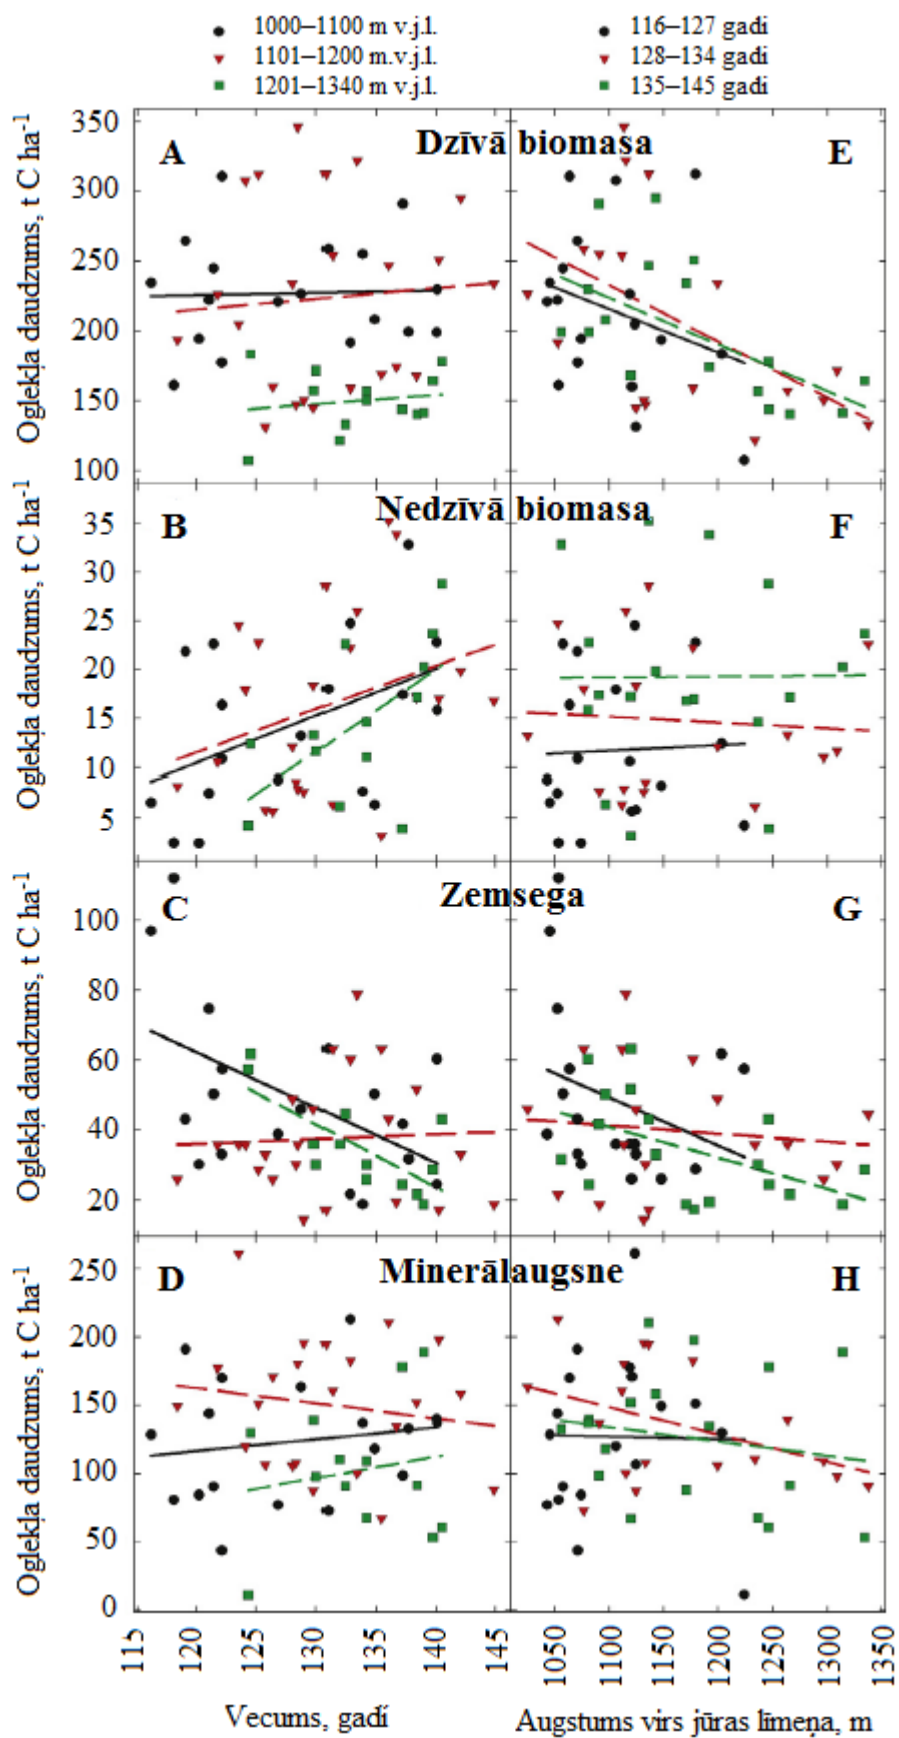 1000–1100 m v.j.l.
1101–1200 m.v.j.l.
1201–1340 m v.j.l.
116–127 gadi
128–134 gadi
135–145 gadi
A
Dzīvā biomasa
E
Oglekļa daudzums, t C ha-1
350
300
250
200
150
100
B
Nedzīvā biomasa
F
Oglekļa daudzums, t C ha-1
35
30
25
20
15
10
5
C
Zemsega
G
Oglekļa daudzums, t C ha-1
100
80
60
40
20
D
Minerālaugsne
H
Oglekļa daudzums, t C ha-1
250
200
150
100
50
0
115
120
125
130
135
140
145
1050
1100
1150
1200
1250
1300
1350
Vecums, gadi
Augstums virs jūras līmeņa, m